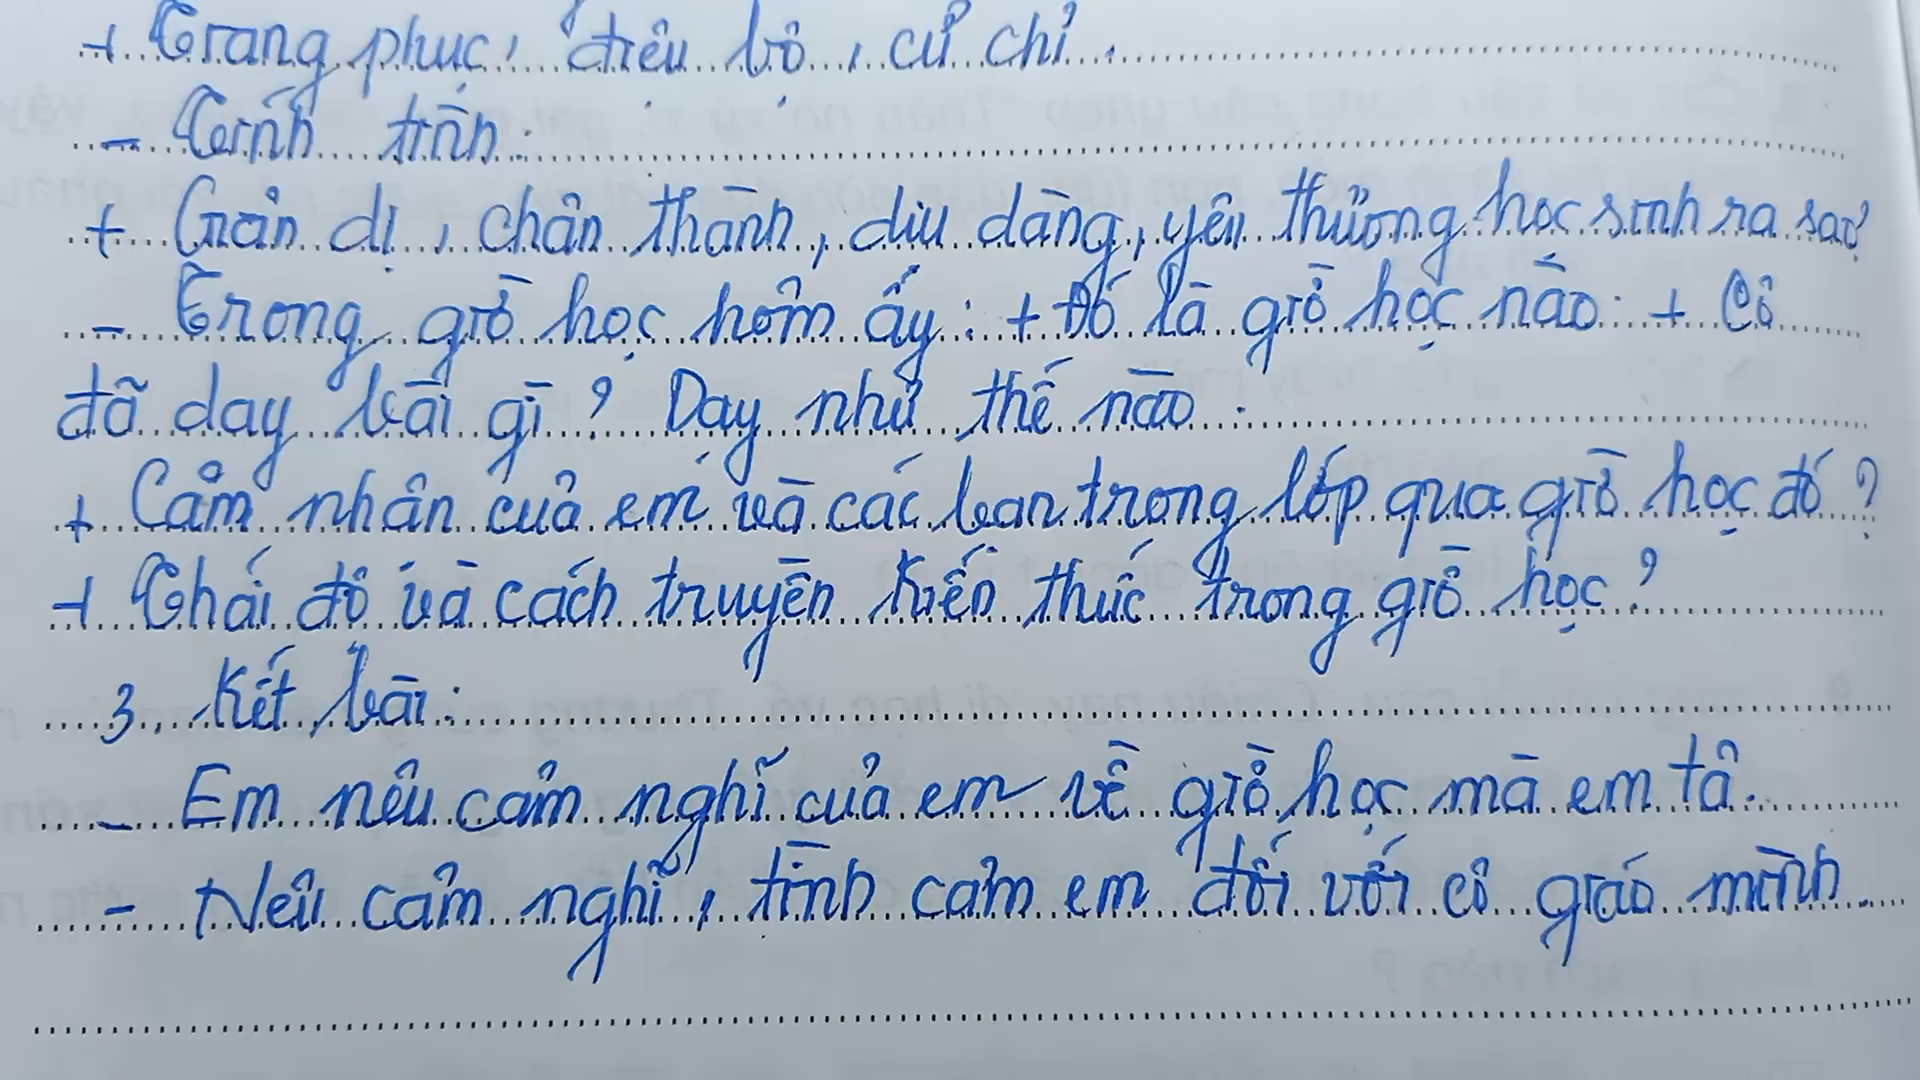 + Trang phục, điệu bộ, cử chỉ.
- Tính tình:
+ Giản dị, chân thành, dịu dàng, yêu thương học sinh ra sao?
- Trong giờ học hôm ấy: + Đó là giờ học nào: + Cô
đã dạy bài gì? Dạy như thế nào:
+ Cảm nhận của em và các bạn trong lớp qua giờ học đó?
+ Thái độ và cách truyền kiến thức trong giờ học?
3. Kết bài:
- Em nêu cảm nghĩ của em về giờ học mà em tả.
- Nêu cảm nghĩ, tình cảm em đối với cô giáo mình.